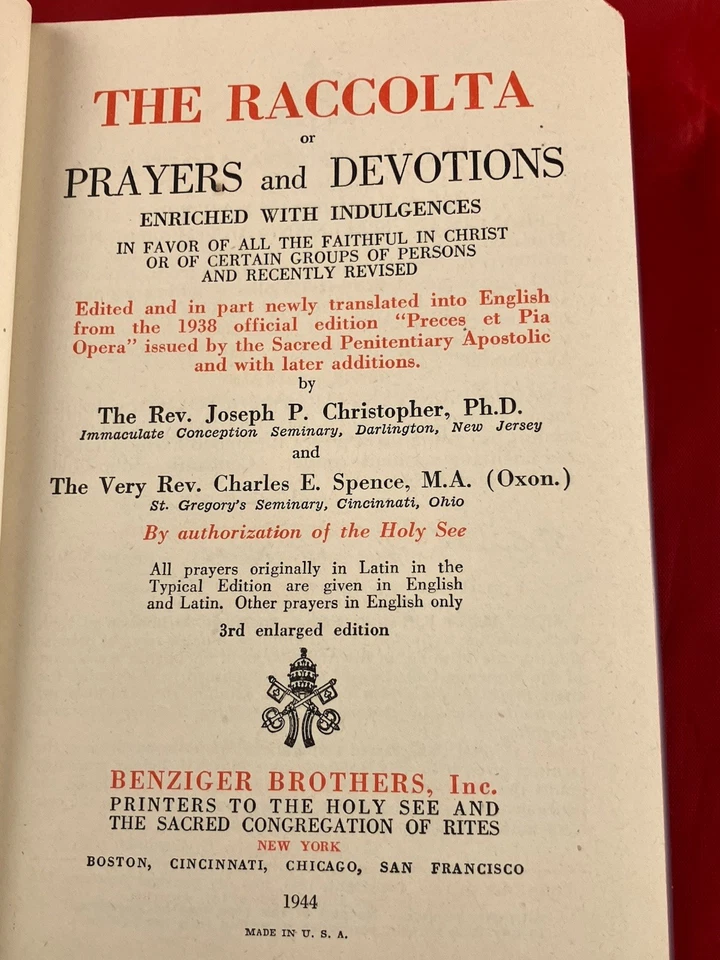 THE RACCOLTA
or
PRAYERS and DEVOTIONS
ENRICHED WITH INDULGENCES
IN FAVOR OF ALL THE FAITHFUL IN CHRIST
OR OF CERTAIN GROUPS OF PERSONS
AND RECENTLY REVISED
Edited and in part newly translated into English
from the 1938 official edition "Preces et Pia
Opera" issued by the Sacred Penitentiary Apostolic
and with later additions.
by
The Rev. Joseph P. Christopher, Ph.D.
Immaculate Conception Seminary, Darlington, New Jersey
and
The Very Rev. Charles E. Spence, M.A. (Oxon.)
St. Gregory's Seminary, Cincinnati, Ohio
By authorization of the Holy See
All prayers originally in Latin in the
Typical Edition are given in English
and Latin. Other prayers in English only
3rd enlarged edition
BENZIGER BROTHERS, Inc.
PRINTERS TO THE HOLY SEE AND
THE SACRED CONGREGATION OF RITES
NEW YORK
BOSTON, CINCINNATI, CHICAGO, SAN FRANCISCO
1944
MADE IN U. S. A.